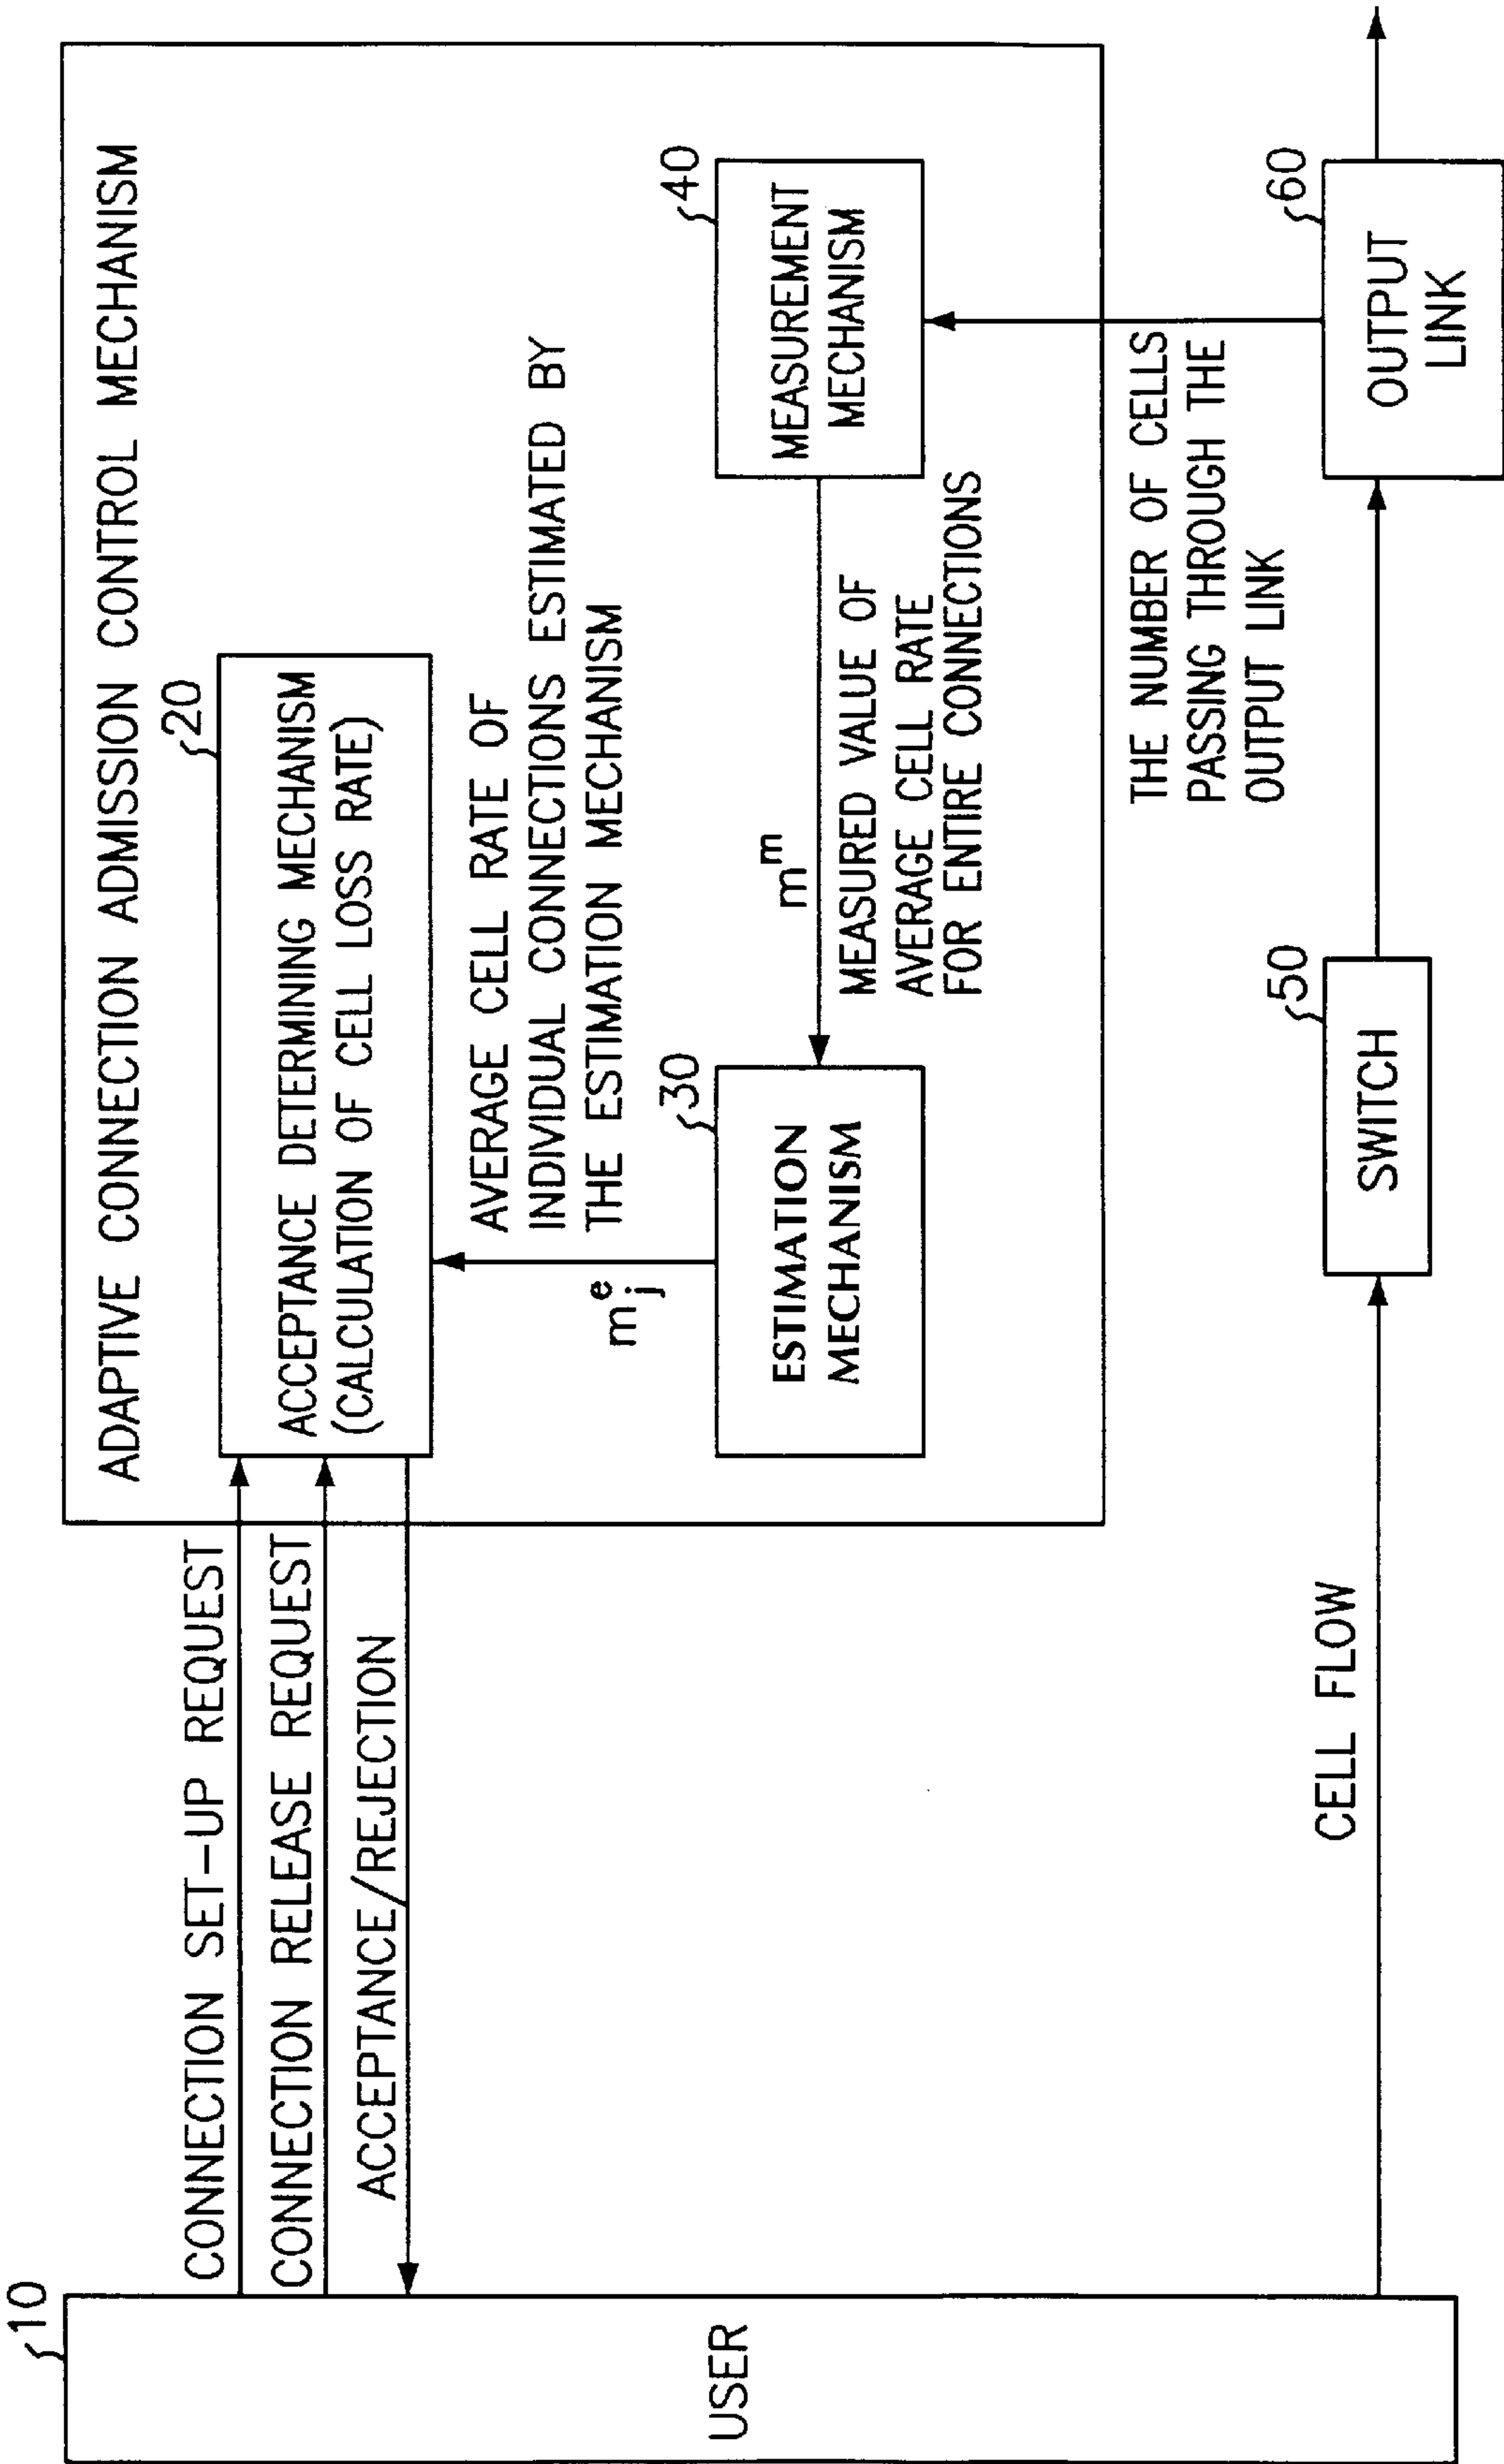 ADAPTIVE CONNECTION ADMISSION CONTROL MECHANISM
10
USER
CONNECTION SET-UP REQUEST
CONNECTION RELEASE REQUEST
ACCEPTANCE/REJECTION
20
ACCEPTANCE DETERMINING MECHANISM
(CALCULATION OF CELL LOSS RATE)
m^e_j
AVERAGE CELL RATE OF
INDIVIDUAL CONNECTIONS ESTIMATED BY
THE ESTIMATION MECHANISM
30
ESTIMATION
MECHANISM
m^m
MEASURED VALUE OF
AVERAGE CELL RATE
FOR ENTIRE CONNECTIONS
40
MEASUREMENT
MECHANISM
THE NUMBER OF CELLS
PASSING THROUGH THE
OUTPUT LINK
CELL FLOW
50
SWITCH
60
OUTPUT
LINK